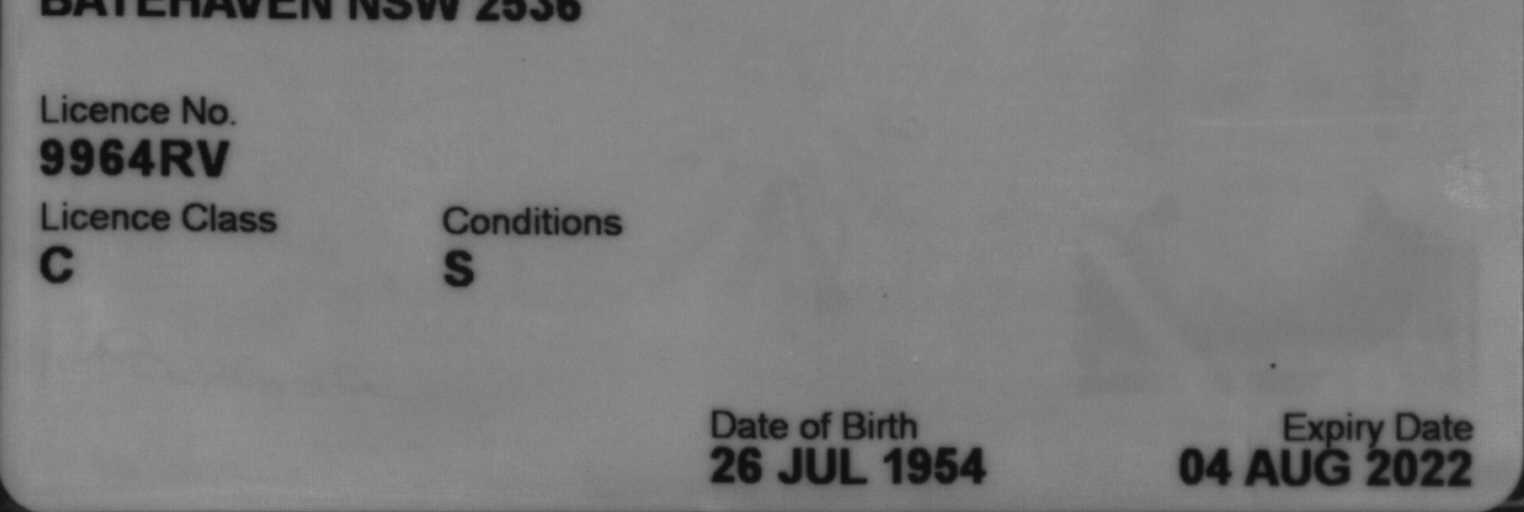 BATEHAVEN NSW 2536
Licence No.
9964RV
Licence Class Conditions
C S
Date of Birth Expiry Date
26 JUL 1954 04 AUG 2022